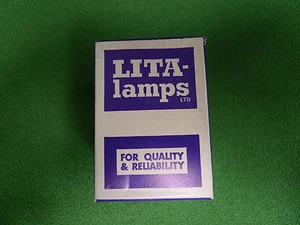 LITA-
lamps
LTD
FOR QUALITY
& RELIABILITY